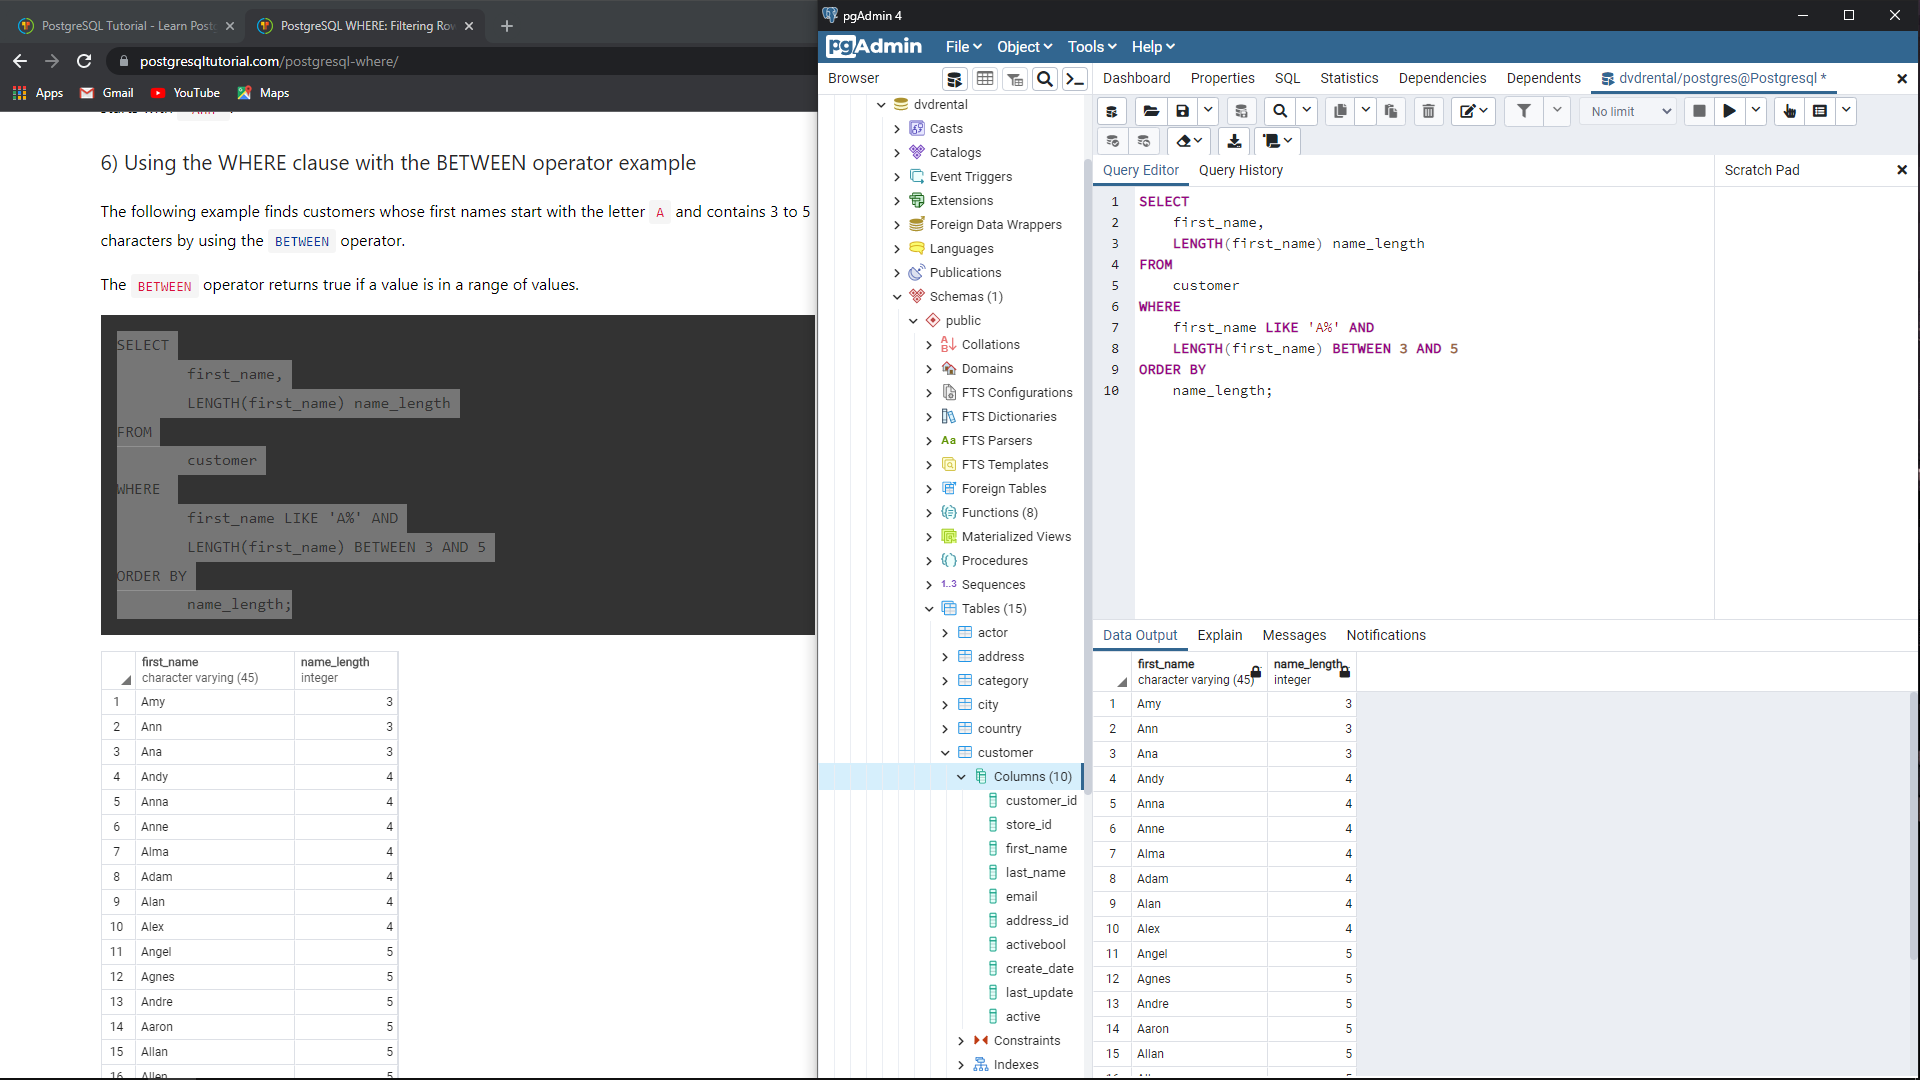 PostgreSQL Tutorial - Learn Post
PostgreSQL WHERE: Filtering Row
postgresqltutorial.com/postgresql-where/
Apps Gmail YouTube Maps
6) Using the WHERE clause with the BETWEEN operator example
The following example finds customers whose first names start with the letter A and contains 3 to 5
characters by using the BETWEEN operator.
The BETWEEN operator returns true if a value is in a range of values.
SELECT
first_name,
LENGTH(first_name) name_length
FROM
customer
WHERE
first_name LIKE 'A%' AND
LENGTH(first_name) BETWEEN 3 AND 5
ORDER BY
name_length;
first_name name_length
character varying (45) integer
1 Amy 3
2 Ann 3
3 Ana 3
4 Andy 4
5 Anna 4
6 Anne 4
7 Alma 4
8 Adam 4
9 Alan 4
10 Alex 4
11 Angel 5
12 Agnes 5
13 Andre 5
14 Aaron 5
15 Allan 5
16 Allen 5
pgAdmin 4
pgAdmin File Object Tools Help
Browser
dvdrental
Casts
Catalogs
Event Triggers
Extensions
Foreign Data Wrappers
Languages
Publications
Schemas (1)
public
Collations
Domains
FTS Configurations
FTS Dictionaries
Aa FTS Parsers
FTS Templates
Foreign Tables
Functions (8)
Materialized Views
Procedures
1..3 Sequences
Tables (15)
actor
address
category
city
country
customer
Columns (10)
customer_id
store_id
first_name
last_name
email
address_id
activebool
create_date
last_update
active
Constraints
Indexes
Dashboard Properties SQL Statistics Dependencies Dependents dvdrental/postgres@Postgresql *
No limit
Query Editor Query History
Scratch Pad
1 SELECT
2 first_name,
3 LENGTH(first_name) name_length
4 FROM
5 customer
6 WHERE
7 first_name LIKE 'A%' AND
8 LENGTH(first_name) BETWEEN 3 AND 5
9 ORDER BY
10 name_length;
Data Output Explain Messages Notifications
first_name name_length
character varying (45) integer
1 Amy 3
2 Ann 3
3 Ana 3
4 Andy 4
5 Anna 4
6 Anne 4
7 Alma 4
8 Adam 4
9 Alan 4
10 Alex 4
11 Angel 5
12 Agnes 5
13 Andre 5
14 Aaron 5
15 Allan 5